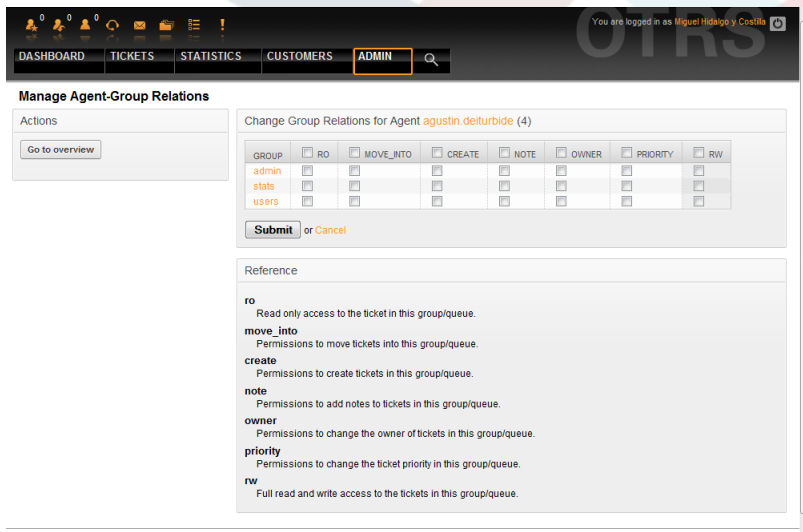 0 0 0
You are logged in as Miguel Hidalgo y Costilla
OTRS
DASHBOARD TICKETS STATISTICS CUSTOMERS ADMIN
Manage Agent-Group Relations
Actions
Go to overview
Change Group Relations for Agent agustin.deiturbide (4)
GROUP RO MOVE_INTO CREATE NOTE OWNER PRIORITY RW
admin
stats
users
Submit or Cancel
Reference
ro
Read only access to the ticket in this group/queue.
move_into
Permissions to move tickets into this group/queue.
create
Permissions to create tickets in this group/queue.
note
Permissions to add notes to tickets in this group/queue.
owner
Permissions to change the owner of tickets in this group/queue.
priority
Permissions to change the ticket priority in this group/queue.
rw
Full read and write access to the tickets in this group/queue.